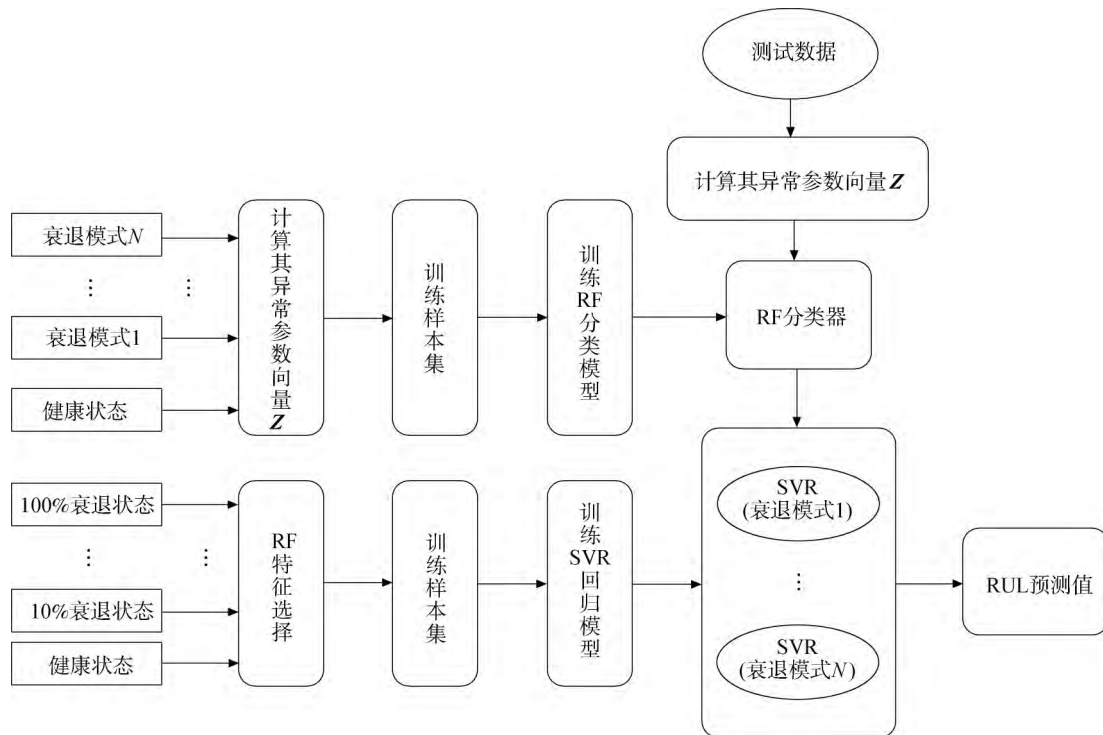 测试数据
计算其异常参数向量Z
衰退模式N
⋮
⋮
衰退模式1
健康状态
计算其异常参数向量Z
训练样本集
训练RF分类模型
RF分类器
100%衰退状态
⋮
⋮
10%衰退状态
健康状态
RF特征选择
训练样本集
训练SVR回归模型
SVR
(衰退模式1)
⋮
SVR
(衰退模式N)
RUL预测值